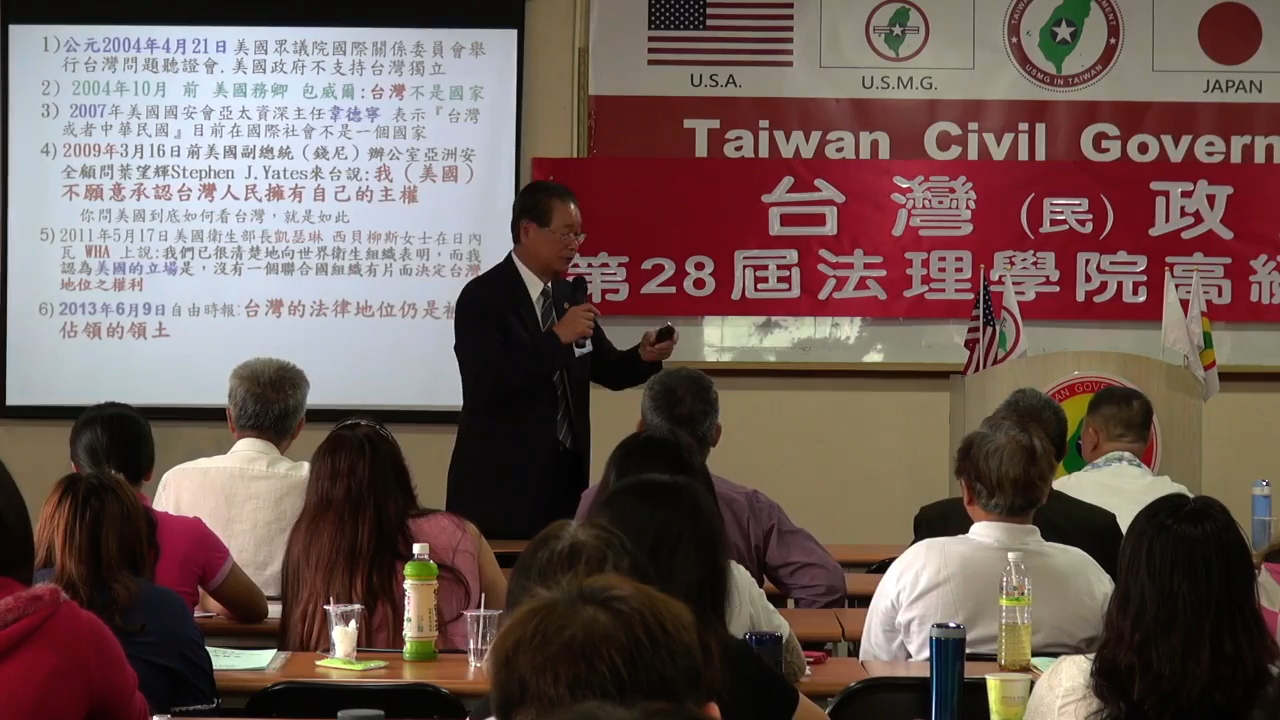 1)公元2004年4月21日美國眾議院國際關係委員會舉
行台灣問題聽證會.美國政府不支持台灣獨立
2) 2004年10月 前 美國務卿 包威爾:台灣不是國家
3) 2007年美國國安會亞太資深主任韋德寧 表示『台灣
或者中華民國』目前在國際社會不是一個國家
4) 2009年3月16日前美國副總統（錢尼）辦公室亞洲安
全顧問葉望輝Stephen J.Yates來台說:我（美國）
不願意承認台灣人民擁有自己的主權
你問美國到底如何看台灣，就是如此
5) 2011年5月17日美國衛生部長凱瑟琳 西貝柳斯女士在日內
瓦 WHA 上說:我們已很清楚地向世界衛生組織表明，而我
認為美國的立場是，沒有一個聯合國組織有片面決定台灣
地位之權利
6) 2013年6月9日自由時報:台灣的法律地位仍是被
佔領的領土
U.S.A.
U.S.M.G.
USMG IN TAIWAN
JAPAN
Taiwan Civil Govern
台灣（民）政
第28屆法理學院高級